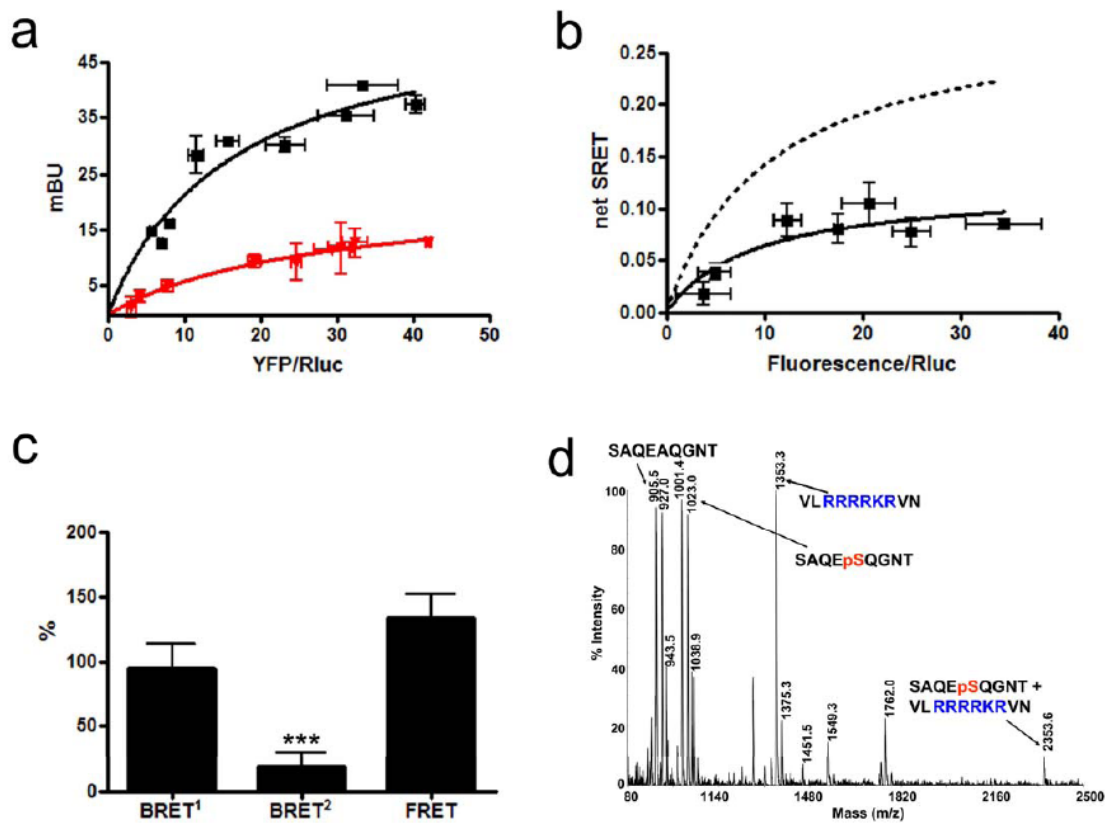 a
45
35
25
15
5
mBU
0
10
20
30
40
50
YFP/Rluc
b
0.25
0.20
0.15
0.10
0.05
0.00
net SRET
0
10
20
30
40
Fluorescence/Rluc
c
200
150
100
50
0
%
BRET¹
BRET²
FRET
***
d
SAQEAQGNT
905.5
927.0
1001.4
1023.0
1353.3
VLRRRRKRVN
SAQEpSQGNT
943.5
1038.9
1375.3
1451.5
1549.3
1762.0
SAQEpSQGNT +
VLRRRRKRVN
2353.6
100
80
60
40
20
0
% Intensity
80
1140
1480
1820
2160
2500
Mass (m/z)